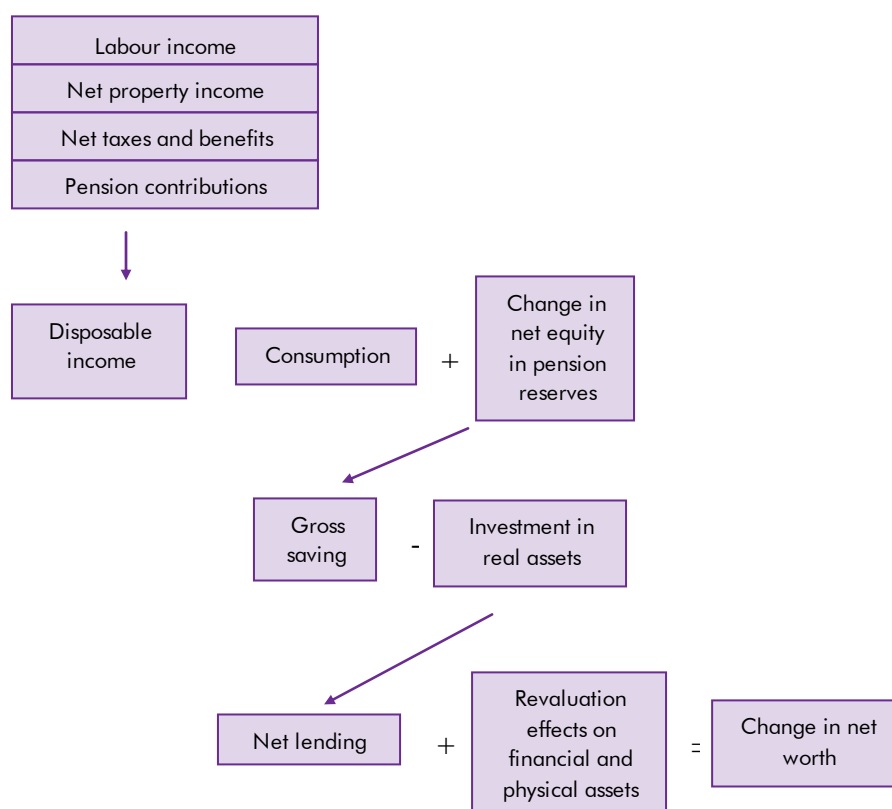 Labour income
Net property income
Net taxes and benefits
Pension contributions
Disposable
income
Consumption
+
Change in
net equity
in pension
reserves
Gross
saving
-
Investment in
real assets
Net lending
+
Revaluation
effects on
financial and
physical assets
=
Change in net
worth